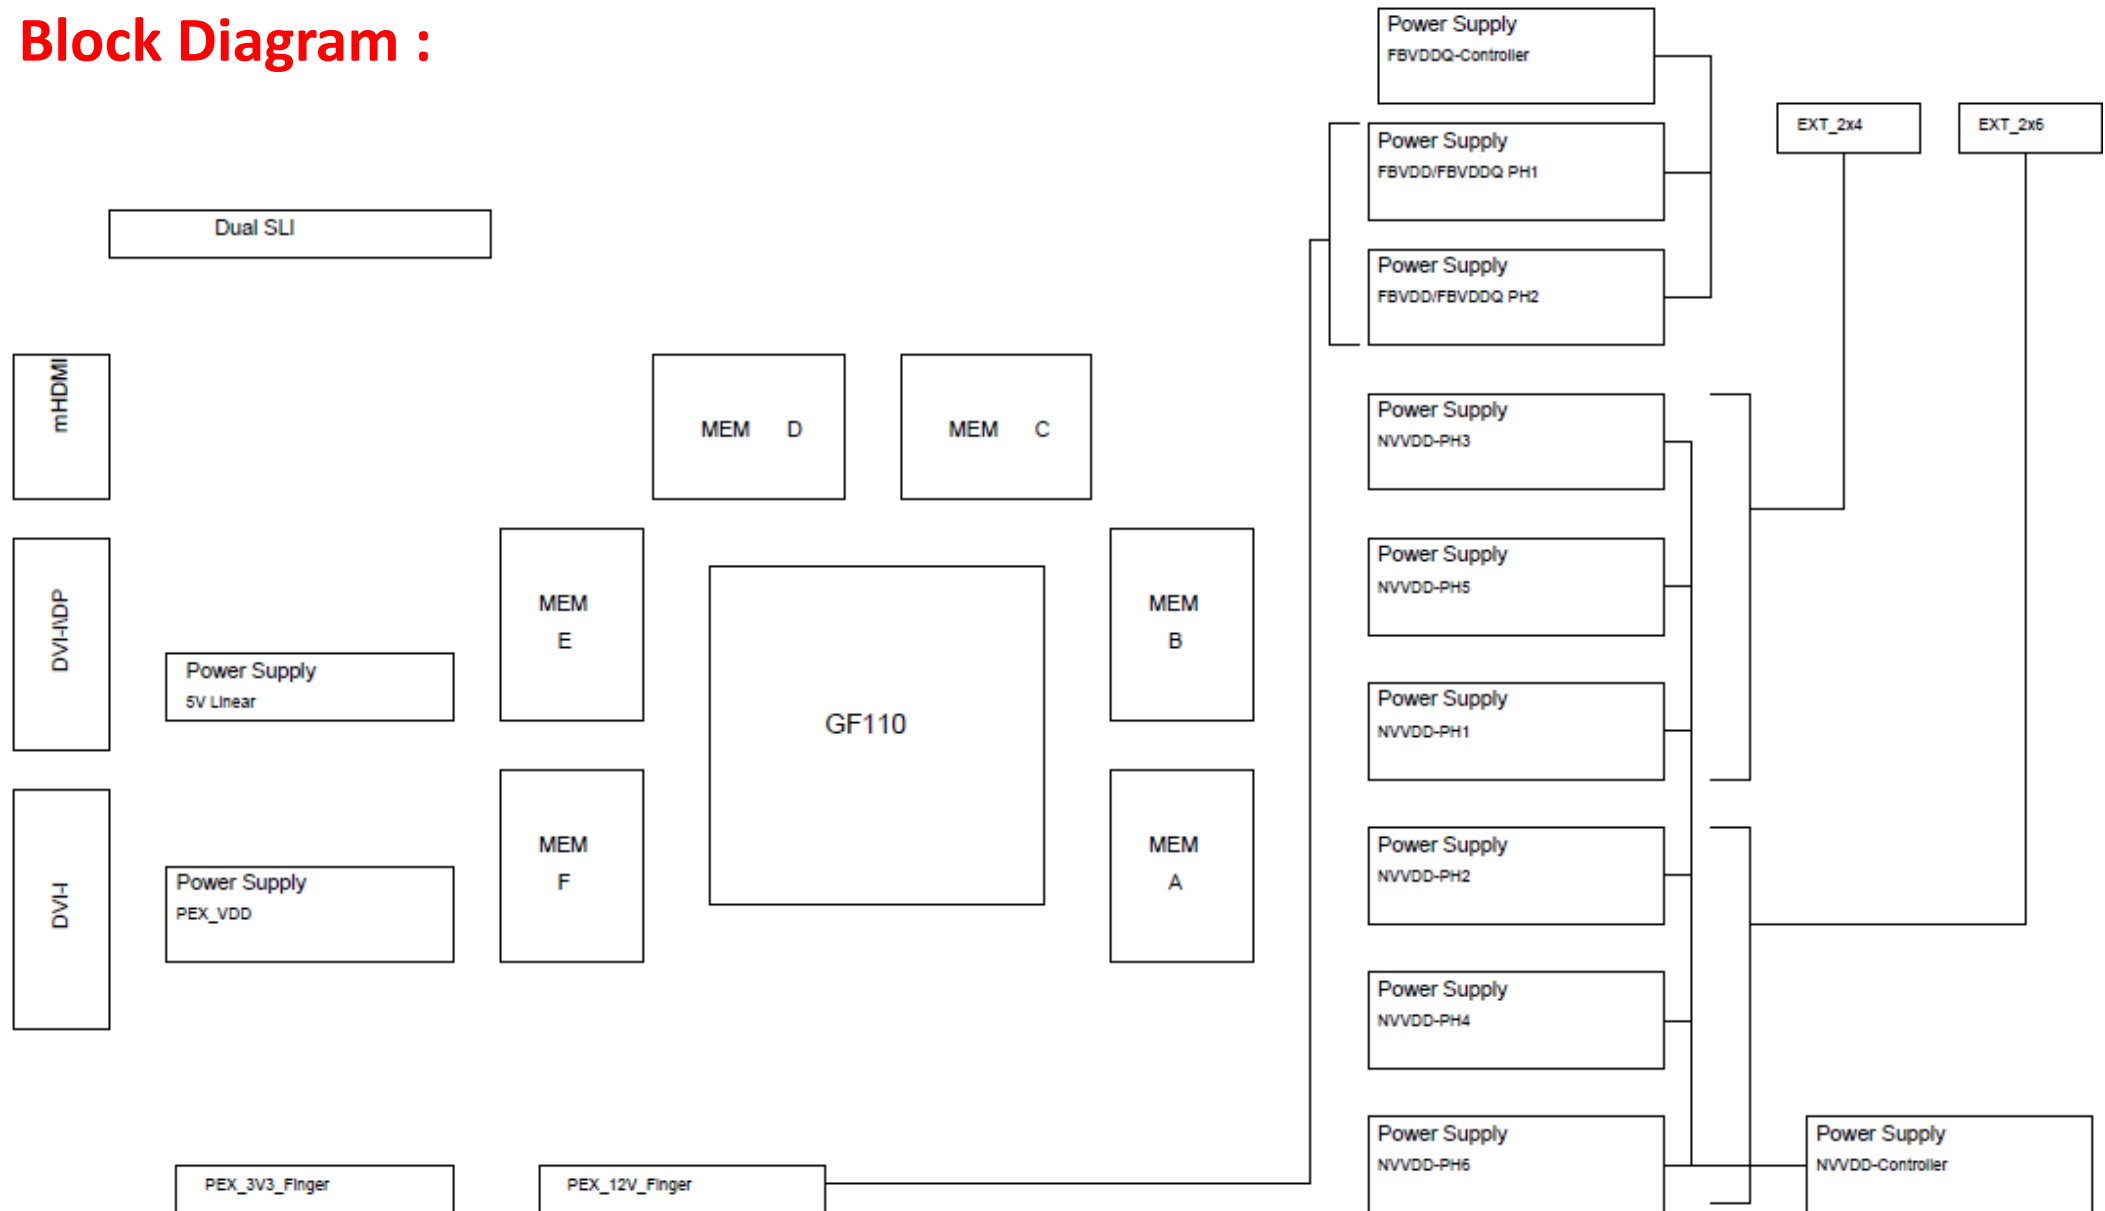 Block Diagram :
Power Supply
FBVDDQ-Controller
EXT_2x4
EXT_2x6
Power Supply
FBVDD/FBVDDQ PH1
Dual SLI
Power Supply
FBVDD/FBVDDQ PH2
mHDMI
MEM D
MEM C
Power Supply
NVVDD-PH3
DVI-I\DP
MEM
E
MEM
B
Power Supply
NVVDD-PH5
Power Supply
5V Linear
GF110
Power Supply
NVVDD-PH1
DVI-I
MEM
F
MEM
A
Power Supply
NVVDD-PH2
Power Supply
PEX_VDD
Power Supply
NVVDD-PH4
Power Supply
NVVDD-PH6
Power Supply
NVVDD-Controller
PEX_3V3_Finger
PEX_12V_Finger